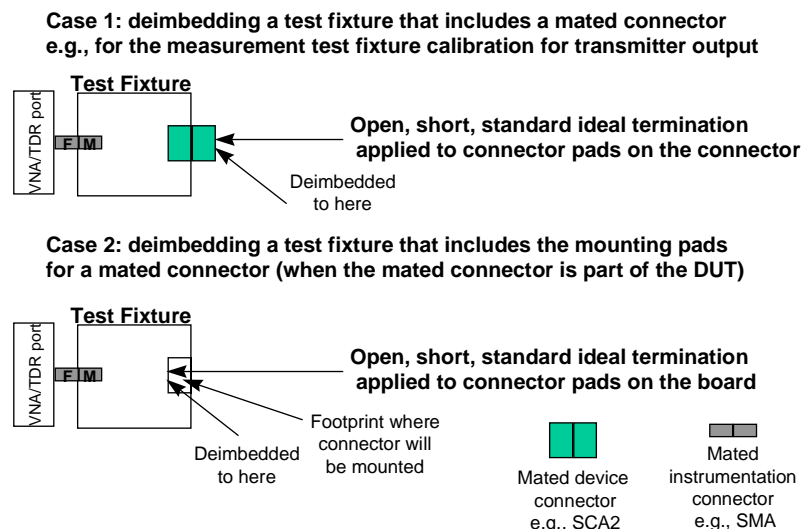 Case 1: deimbedding a test fixture that includes a mated connector
e.g., for the measurement test fixture calibration for transmitter output
Test Fixture
VNA/TDR port
F M
Open, short, standard ideal termination
applied to connector pads on the connector
Deimbedded
to here
Case 2: deimbedding a test fixture that includes the mounting pads
for a mated connector (when the mated connector is part of the DUT)
Test Fixture
VNA/TDR port
F M
Open, short, standard ideal termination
applied to connector pads on the board
Deimbedded
to here
Footprint where
connector will
be mounted
Mated device
connector
e.g., SCA2
Mated
instrumentation
connector
e.g., SMA